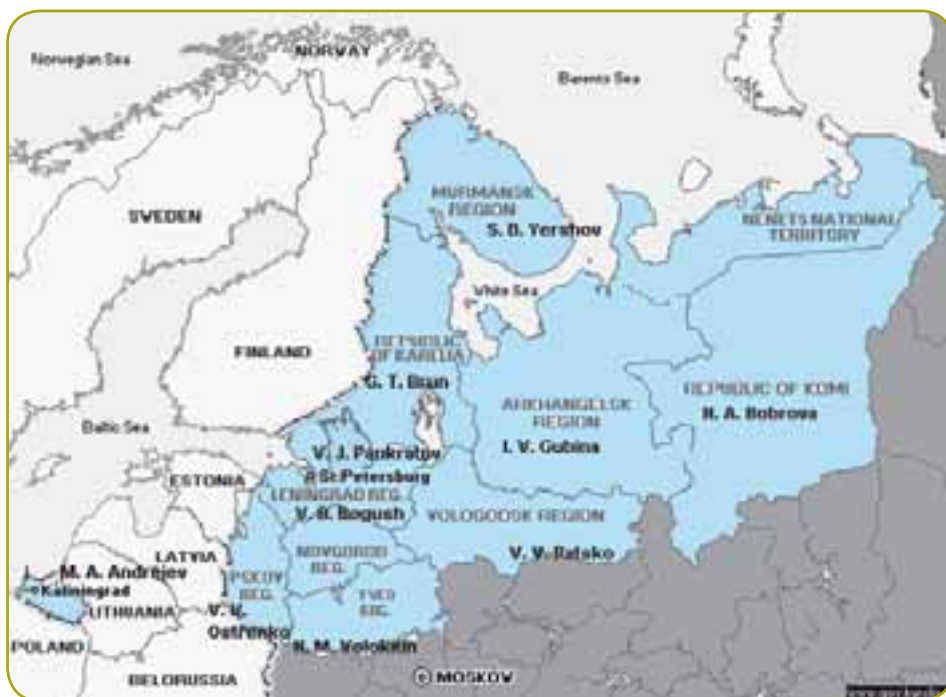 NORWAY
Norwegian Sea
Barents Sea
MURMANSK
REGION
SWEDEN
S. B. Yershov
NENETS NATIONAL
TERRITORY
White Sea
FINLAND
REPUBLIC
OF KARELIA
G. T. Brun
REPUBLIC OF KOMI
ARKHANGELSK
REGION
N. A. Bobrova
Baltic Sea
V. J. Pankratov
I. V. Gubina
St. Petersburg
ESTONIA
LENINGRAD REG.
V. B. Bogush
VOLOGODSK REGION
LATVIA
NOVGOROD
REG.
V. V. Ratsko
M. A. Andrejev
Kaliningrad
PSKOV
REG.
TVER
REG.
LITHUANIA
V. V.
Ostrenko
POLAND
N. M. Volokitin
BELORUSSIA
MOSKOW